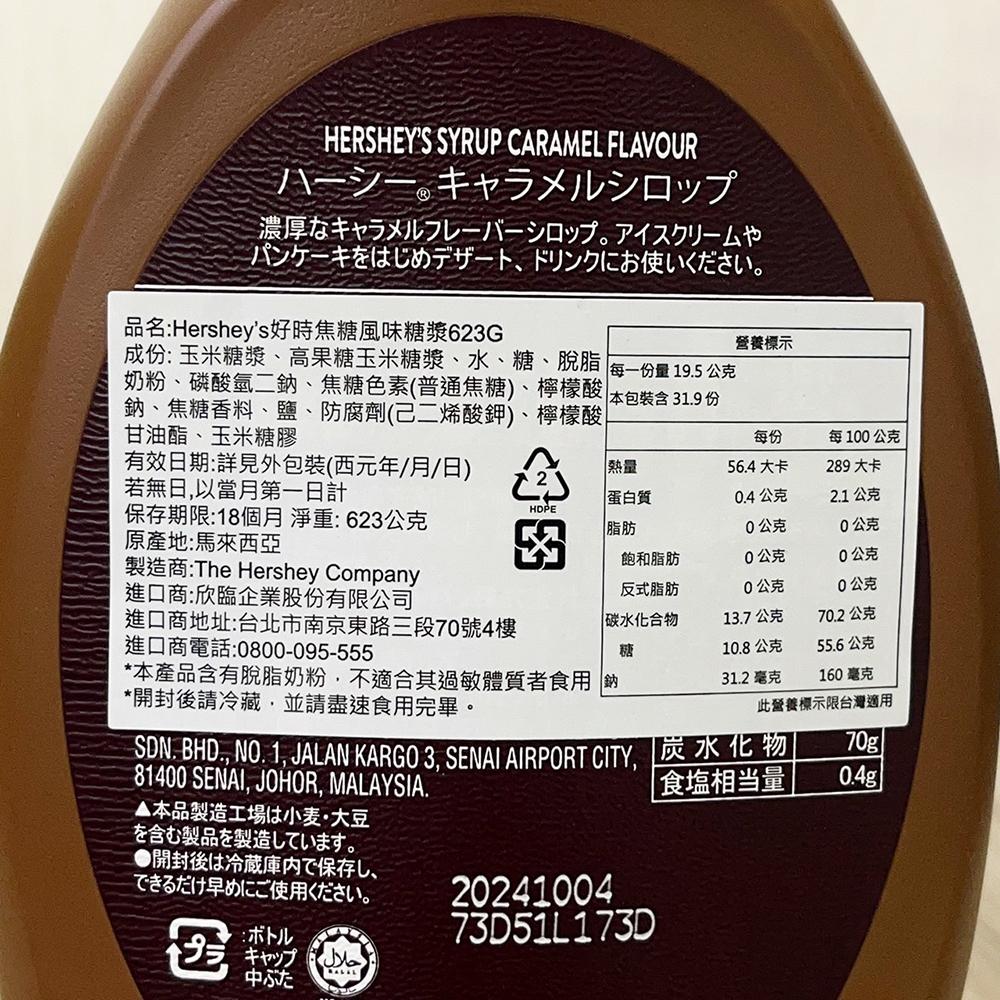 HERSHEY'S SYRUP CARAMEL FLAVOUR
ハーシー®キャラメルシロップ
濃厚なキャラメルフレーバーシロップ。アイスクリームや
パンケーキをはじめデザート、ドリンクにお使いください。
品名:Hershey's好時焦糖風味糖漿623G
成份: 玉米糖漿、高果糖玉米糖漿、水、糖、脫脂
奶粉、磷酸氫二鈉、焦糖色素(普通焦糖)、檸檬酸
鈉、焦糖香料、鹽、防腐劑(己二烯酸鉀)、檸檬酸
甘油酯、玉米糖膠
有效日期:詳見外包裝(西元年/月/日)
若無日,以當月第一日計
保存期限:18個月 淨重: 623公克
原產地:馬來西亞
製造商:The Hershey Company
進口商:欣臨企業股份有限公司
進口商地址:台北市南京東路三段70號4樓
進口商電話:0800-095-555
*本產品含有脫脂奶粉，不適合其過敏體質者食用
*開封後請冷藏，並請盡速食用完畢。
2
HDPE
營養標示
每一份量 19.5 公克
本包裝含 31.9 份
每份 每 100 公克
熱量 56.4 大卡 289 大卡
蛋白質 0.4 公克 2.1 公克
脂肪 0 公克 0 公克
飽和脂肪 0 公克 0 公克
反式脂肪 0 公克 0 公克
碳水化合物 13.7 公克 70.2 公克
糖 10.8 公克 55.6 公克
鈉 31.2 毫克 160 毫克
此營養標示限台灣適用
SDN. BHD., NO. 1, JALAN KARGO 3, SENAI AIRPORT CITY,
81400 SENAI, JOHOR, MALAYSIA.
炭水化物 70g
食塩相当量 0.4g
▲本品製造工場は小麦・大豆
を含む製品を製造しています。
●開封後は冷蔵庫内で保存し、
できるだけ早めにご使用ください。
20241004
73D51L173D
プラ
:ボトル
キャップ
中ぶた
MALAYSIA
حلال
HALAL